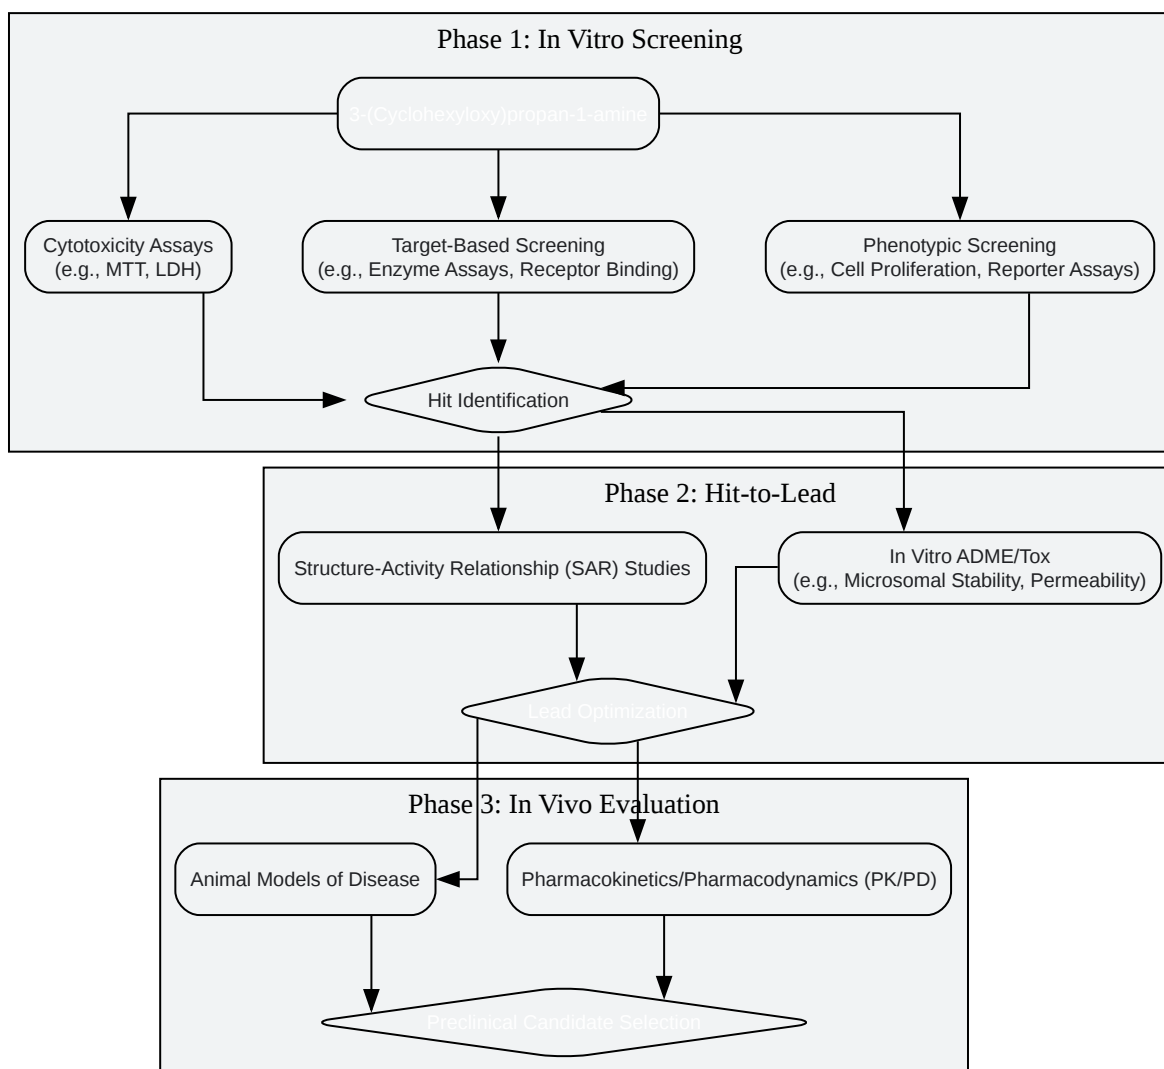 Phase 1: In Vitro Screening
3-(Cyclohexyloxy)propan-1-amine
Cytotoxicity Assays
(e.g., MTT, LDH)
Target-Based Screening
(e.g., Enzyme Assays, Receptor Binding)
Phenotypic Screening
(e.g., Cell Proliferation, Reporter Assays)
Hit Identification
Phase 2: Hit-to-Lead
Structure-Activity Relationship (SAR) Studies
In Vitro ADME/Tox
(e.g., Microsomal Stability, Permeability)
Lead Optimization
Phase 3: In Vivo Evaluation
Animal Models of Disease
Pharmacokinetics/Pharmacodynamics (PK/PD)
Preclinical Candidate Selection